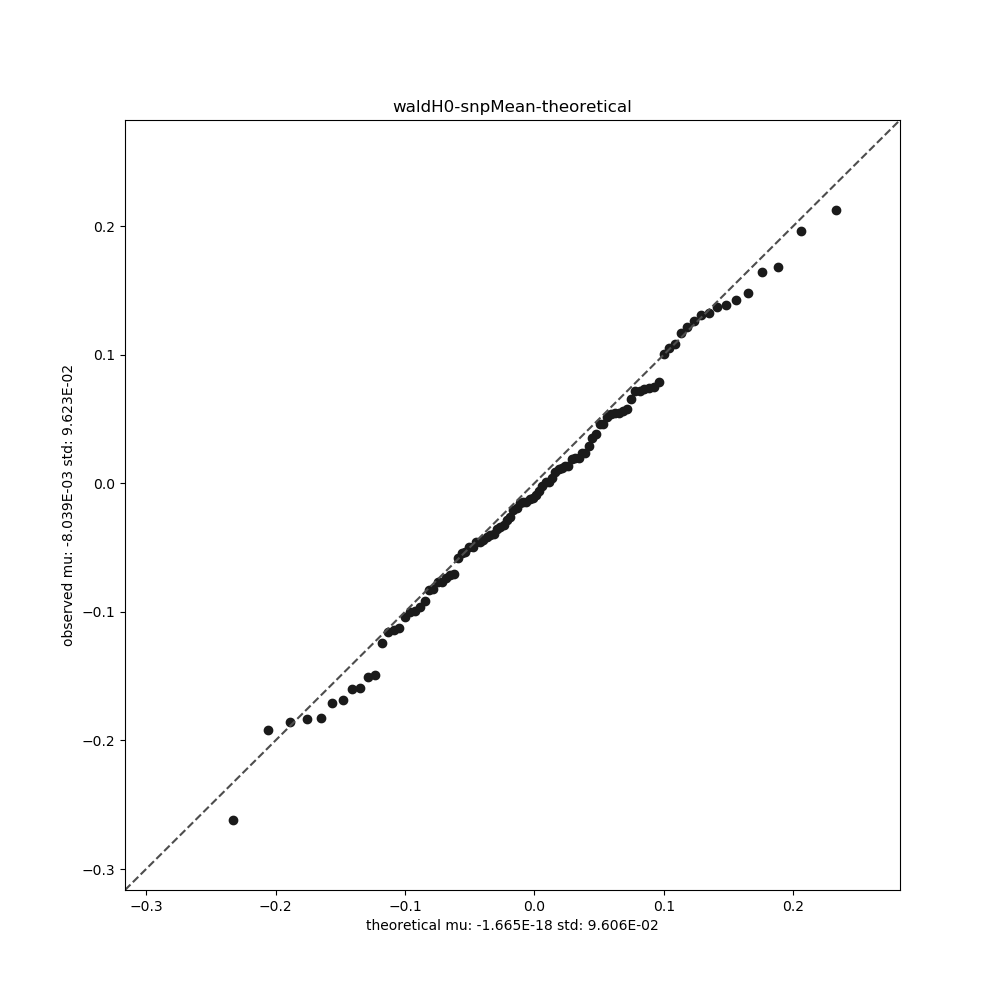 waldH0-snpMean-theoretical
0.2
0.1
0.0
−0.1
−0.2
−0.3
observed mu: -8.039E-03 std: 9.623E-02
−0.3 −0.2 −0.1 0.0 0.1 0.2
theoretical mu: -1.665E-18 std: 9.606E-02